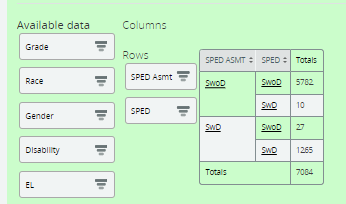 Available data
Columns
Grade
Race
Gender
Disability
EL
Rows
SPED Asmt
SPED
SPED ASMT SPED Totals
SwoD SwoD 5782
SwD 10
SwD SwoD 27
SwD 1265
Totals 7084